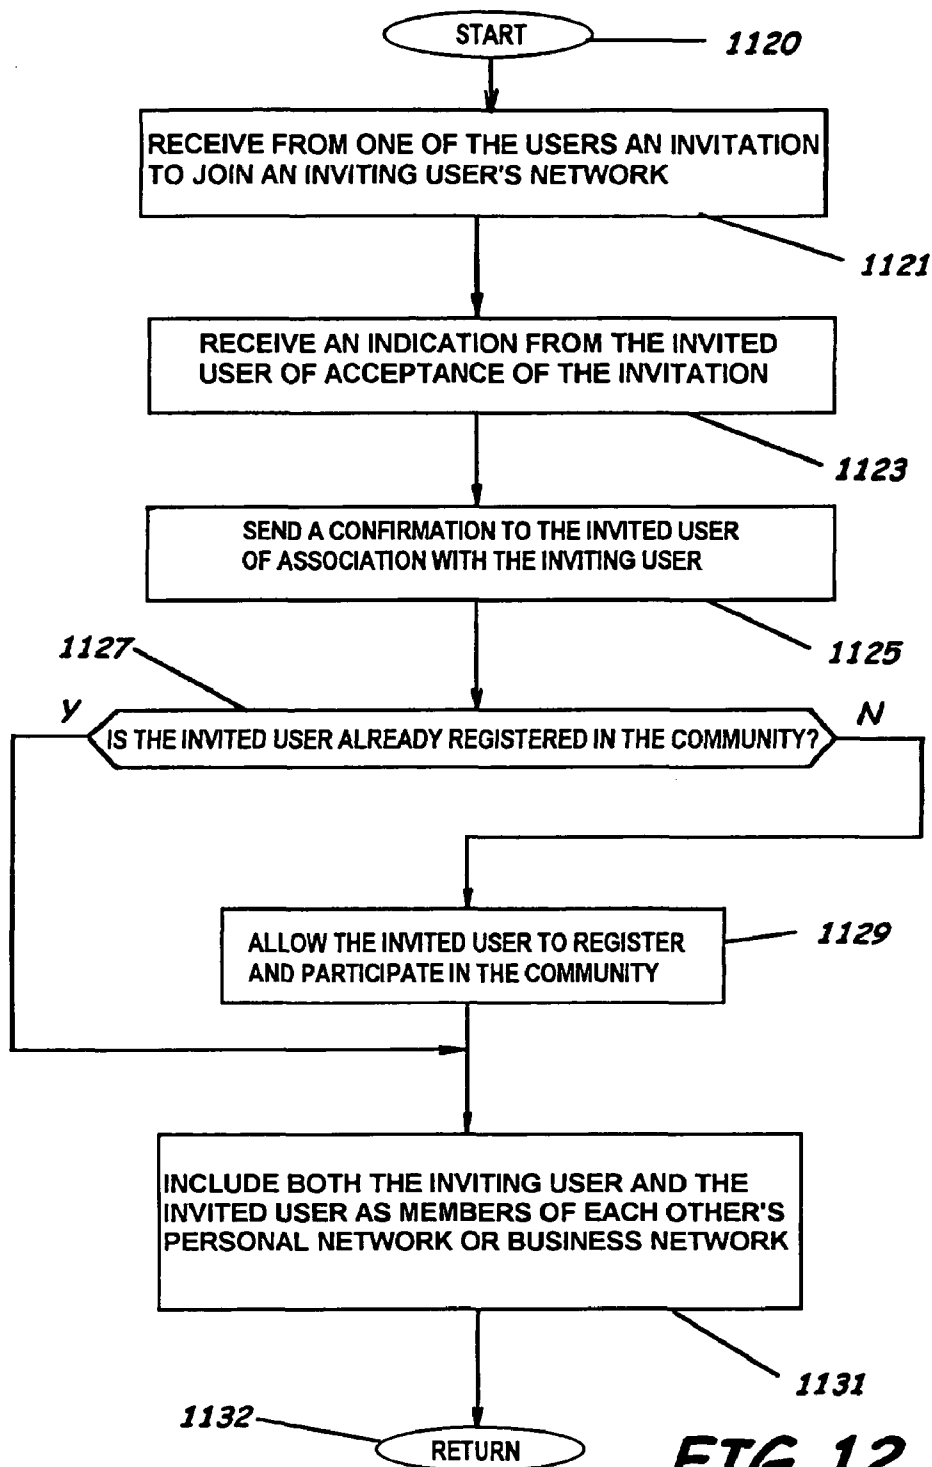 START
1120
RECEIVE FROM ONE OF THE USERS AN INVITATION
TO JOIN AN INVITING USER'S NETWORK
1121
RECEIVE AN INDICATION FROM THE INVITED
USER OF ACCEPTANCE OF THE INVITATION
1123
SEND A CONFIRMATION TO THE INVITED USER
OF ASSOCIATION WITH THE INVITING USER
1125
1127
Y
N
IS THE INVITED USER ALREADY REGISTERED IN THE COMMUNITY?
1129
ALLOW THE INVITED USER TO REGISTER
AND PARTICIPATE IN THE COMMUNITY
INCLUDE BOTH THE INVITING USER AND THE
INVITED USER AS MEMBERS OF EACH OTHER'S
PERSONAL NETWORK OR BUSINESS NETWORK
1131
1132
RETURN
FIG. 12